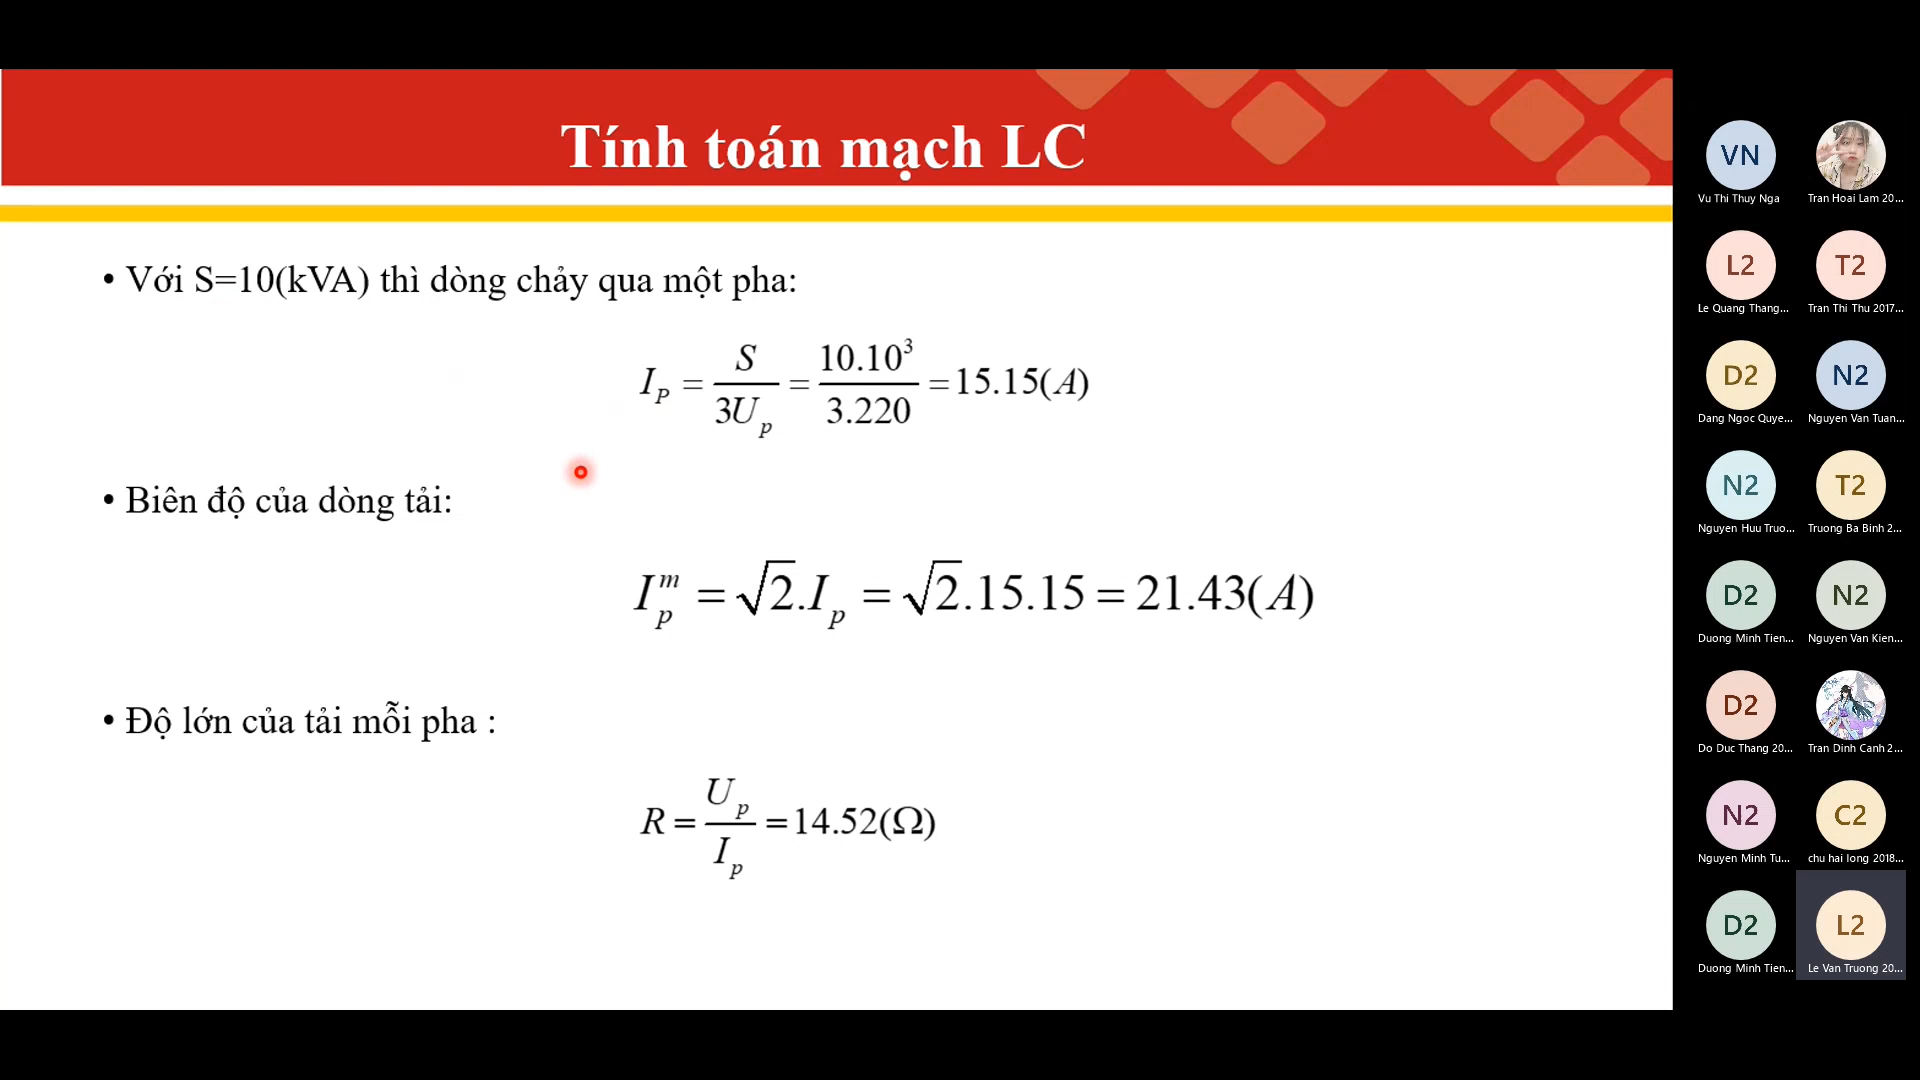 Tính toán mạch LC
• Với S=10(kVA) thì dòng chảy qua một pha:
I_P = S / 3U_p = 10.10³ / 3.220 = 15.15(A)
• Biên độ của dòng tải:
I_p^m = √2.I_p = √2.15.15 = 21.43(A)
• Độ lớn của tải mỗi pha :
R = U_p / I_p = 14.52(Ω)
VN
Vu Thi Thuy Nga
Tran Hoai Lam 20...
L2
T2
Le Quang Thang...
Tran Thi Thu 2017...
D2
N2
Dang Ngoc Quye...
Nguyen Van Tuan...
N2
T2
Nguyen Huu Truo...
Truong Ba Binh 2...
D2
N2
Duong Minh Tien...
Nguyen Van Kien...
D2
Do Duc Thang 20...
Tran Dinh Canh 2...
N2
C2
Nguyen Minh Tu...
chu hai long 2018...
D2
L2
Duong Minh Tien...
Le Van Truong 20...